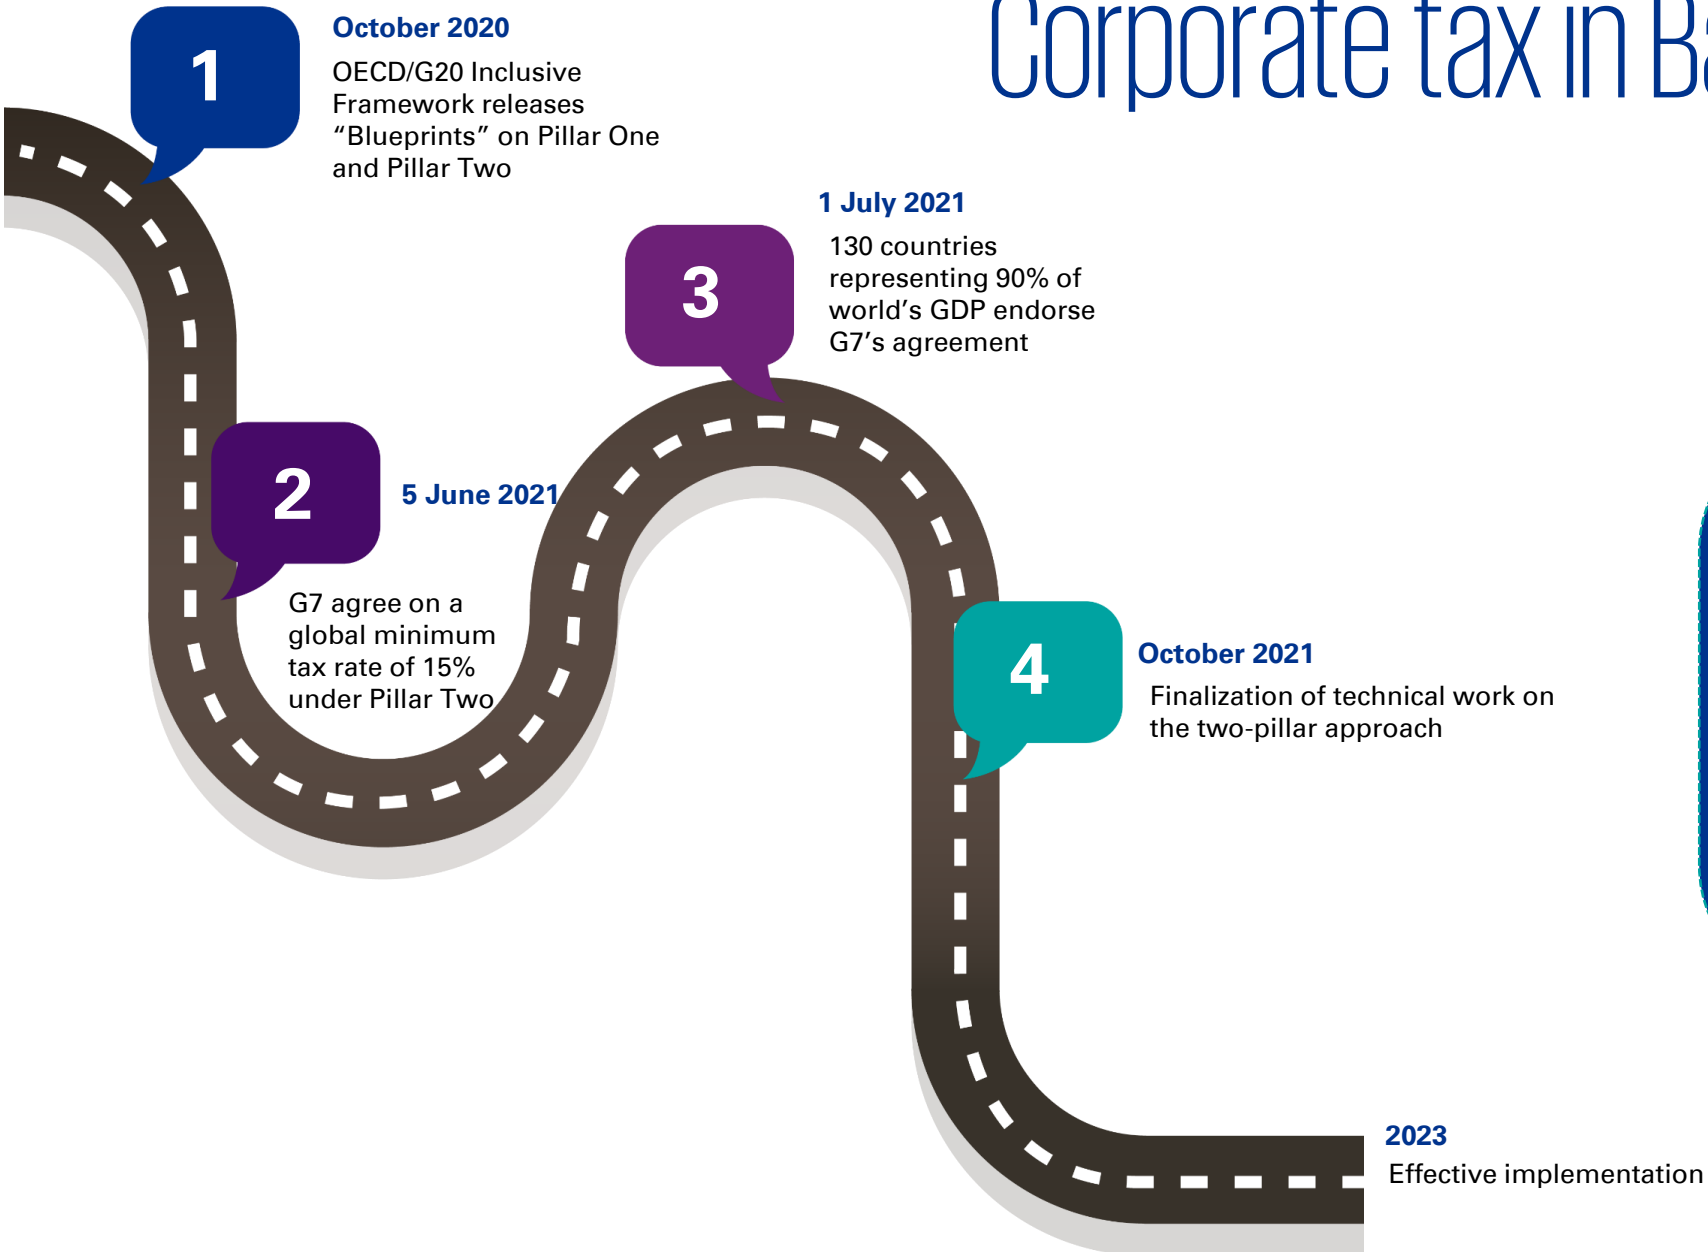 Corporate tax in Ba
1
October 2020
OECD/G20 Inclusive
Framework releases
“Blueprints” on Pillar One
and Pillar Two
2
5 June 2021
G7 agree on a
global minimum
tax rate of 15%
under Pillar Two
3
1 July 2021
130 countries
representing 90% of
world’s GDP endorse
G7’s agreement
4
October 2021
Finalization of technical work on
the two-pillar approach
2023
Effective implementation